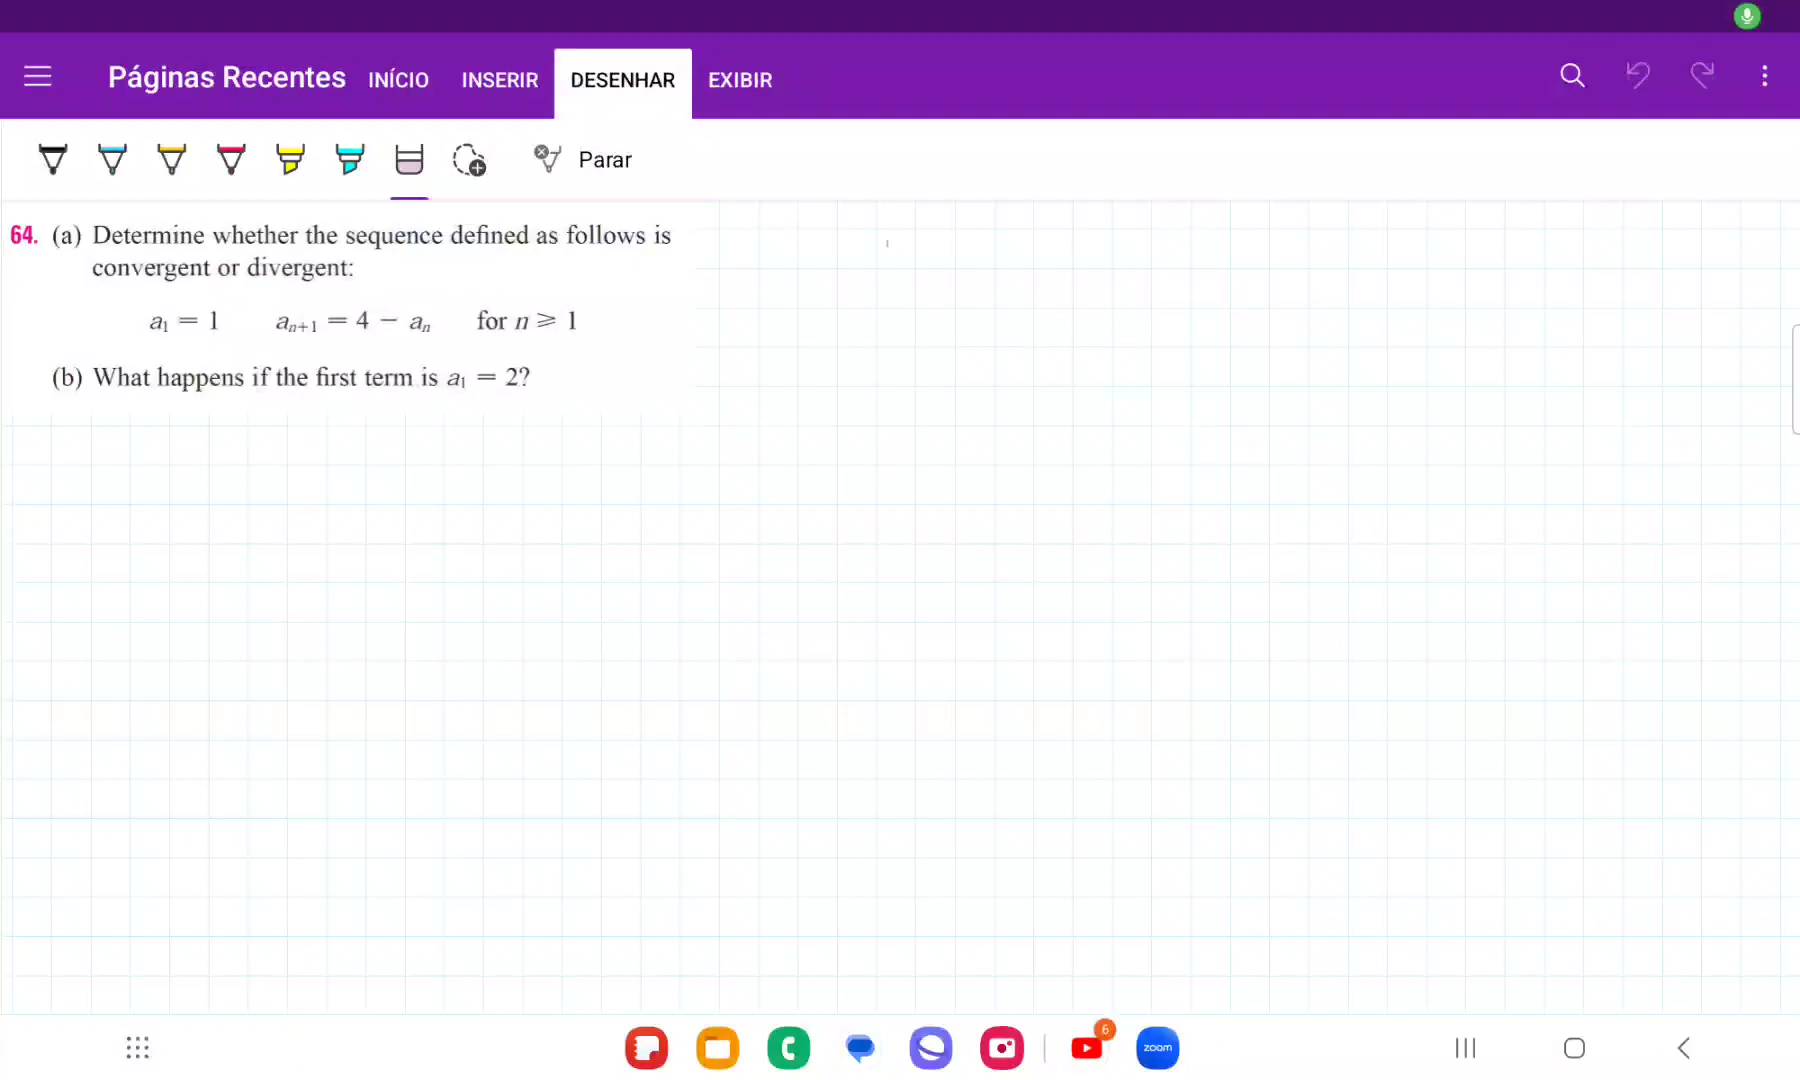 Páginas Recentes INÍCIO INSERIR DESENHAR EXIBIR
Parar
64. (a) Determine whether the sequence defined as follows is
convergent or divergent:
a₁ = 1 aₙ₊₁ = 4 − aₙ for n ⩾ 1
(b) What happens if the first term is a₁ = 2?
6
zoom